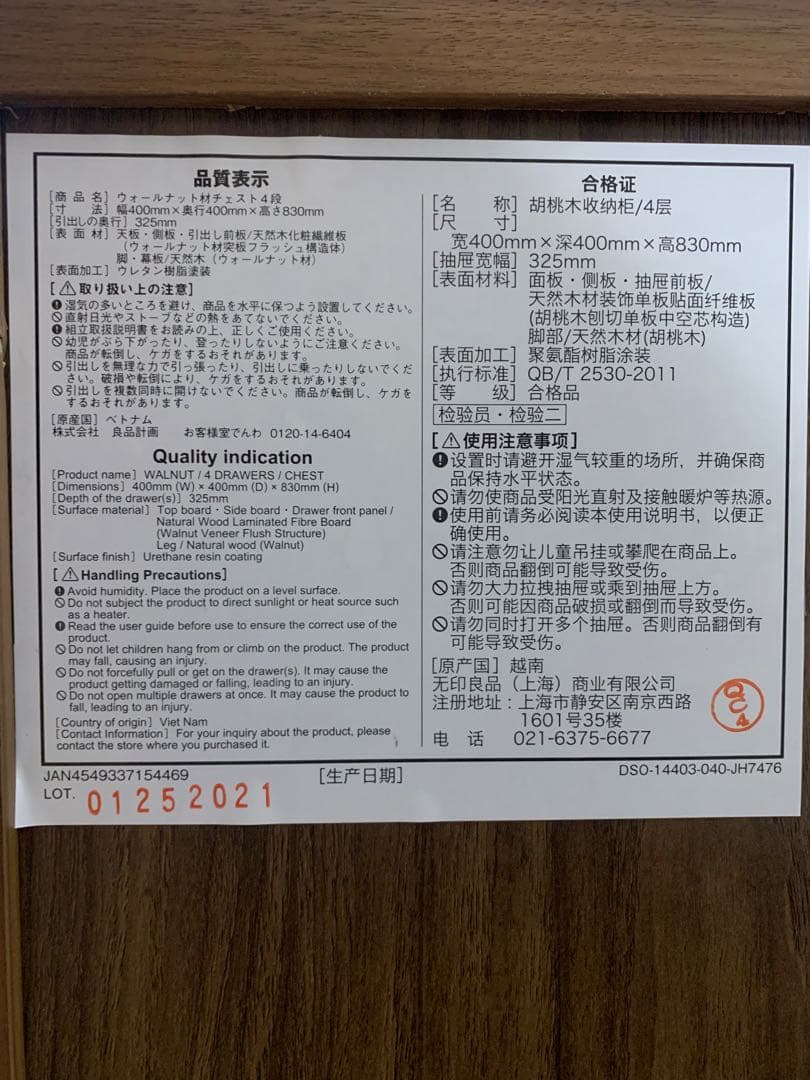 品質表示
[商品名] ウォールナット材チェスト4段
[寸　法] 幅400mm×奥行400mm×高さ830mm
[引出しの奥行] 325mm
[表面材] 天板・側板・引出し前板/天然木化粧繊維板
（ウォールナット材突板フラッシュ構造体）
脚・幕板/天然木（ウォールナット材）
[表面加工] ウレタン樹脂塗装
[⚠取り扱い上の注意]
湿気の多いところを避け、商品を水平に保つよう設置してください。
直射日光やストーブなどの熱をあてないでください。
組立取扱説明書をお読みの上、正しくご使用ください。
幼児がぶら下がったり、登ったりしないようにご注意ください。
商品が転倒し、ケガをするおそれがあります。
引出しを無理な力で引っ張ったり、引出しに乗ったりしないでくだ
さい。破損や転倒により、ケガをするおそれがあります。
引出しを複数同時に開けないでください。商品が転倒し、ケガを
するおそれがあります。
[原産国] ベトナム
株式会社　良品計画　お客様室でんわ 0120-14-6404
Quality indication
[Product name] WALNUT / 4 DRAWERS / CHEST
[Dimensions] 400mm (W) × 400mm (D) × 830mm (H)
[Depth of the drawer(s)] 325mm
[Surface material] Top board・Side board・Drawer front panel /
Natural Wood Laminated Fibre Board
(Walnut Veneer Flush Structure)
Leg / Natural wood (Walnut)
[Surface finish] Urethane resin coating
[⚠Handling Precautions]
Avoid humidity. Place the product on a level surface.
Do not subject the product to direct sunlight or heat source such
as a heater.
Read the user guide before use to ensure the correct use of the
product.
Do not let children hang from or climb on the product. The product
may fall, causing an injury.
Do not forcefully pull or get on the drawer(s). It may cause the
product getting damaged or falling, leading to an injury.
Do not open multiple drawers at once. It may cause the product to
fall, leading to an injury.
[Country of origin] Viet Nam
[Contact Information] For your inquiry about the product, please
contact the store where you purchased it.
合格证
[名　称] 胡桃木收纳柜/4层
[尺　寸]
宽400mm×深400mm×高830mm
[抽屉宽幅] 325mm
[表面材料] 面板・侧板・抽屉前板/
天然木材装饰单板贴面纤维板
(胡桃木刨切单板中空芯构造)
脚部/天然木材(胡桃木)
[表面加工] 聚氨酯树脂涂装
[执行标准] QB/T 2530-2011
[等　级] 合格品
检验员・检验二
[⚠使用注意事项]
设置时请避开湿气较重的场所，并确保商
品保持水平状态。
请勿使商品受阳光直射及接触暖炉等热源。
使用前请务必阅读本使用说明书，以便正
确使用。
请注意勿让儿童吊挂或攀爬在商品上。
否则商品翻倒可能导致受伤。
请勿大力拉拽抽屉或乘到抽屉上方。
否则可能因商品破损或翻倒而导致受伤。
请勿同时打开多个抽屉。否则商品翻倒有
可能导致受伤。
[原产国] 越南
无印良品（上海）商业有限公司
注册地址：上海市静安区南京西路
1601号35楼
电　话　021-6375-6677
QC
4
JAN4549337154469
[生产日期]
DSO-14403-040-JH7476
LOT. 01252021